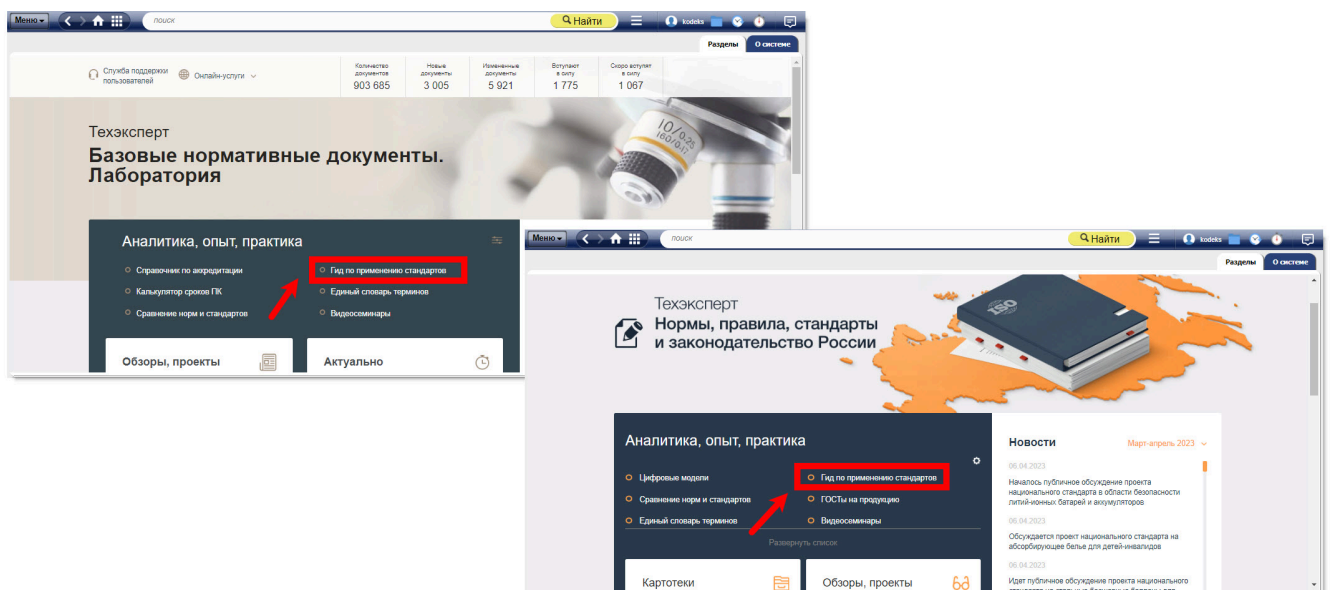 Меню
поиск
Найти
kodeks
Разделы
О системе
Служба поддержки
пользователей
Онлайн-услуги
Количество
документов
903 685
Новые
документы
3 005
Измененные
документы
5 921
Вступают
в силу
1 775
Скоро вступят
в силу
1 067
10/0.25
160/0.17
Техэксперт
Базовые нормативные документы.
Лаборатория
Аналитика, опыт, практика
Справочник по аккредитации
Гид по применению стандартов
Калькулятор сроков ПК
Единый словарь терминов
Сравнение норм и стандартов
Видеосеминары
Обзоры, проекты
Актуально
Меню
поиск
Найти
kodeks
Разделы
О системе
Техэксперт
Нормы, правила, стандарты
и законодательство России
ISO
Аналитика, опыт, практика
Цифровые модели
Гид по применению стандартов
Сравнение норм и стандартов
ГОСТы на продукцию
Единый словарь терминов
Видеосеминары
Развернуть список
Картотеки
Обзоры, проекты
Новости
Март-апрель 2023
06.04.2023
Началось публичное обсуждение проекта
национального стандарта в области безопасности
литий-ионных батарей и аккумуляторов
06.04.2023
Обсуждается проект национального стандарта на
абсорбирующее белье для детей-инвалидов
06.04.2023
Идет публичное обсуждение проекта национального